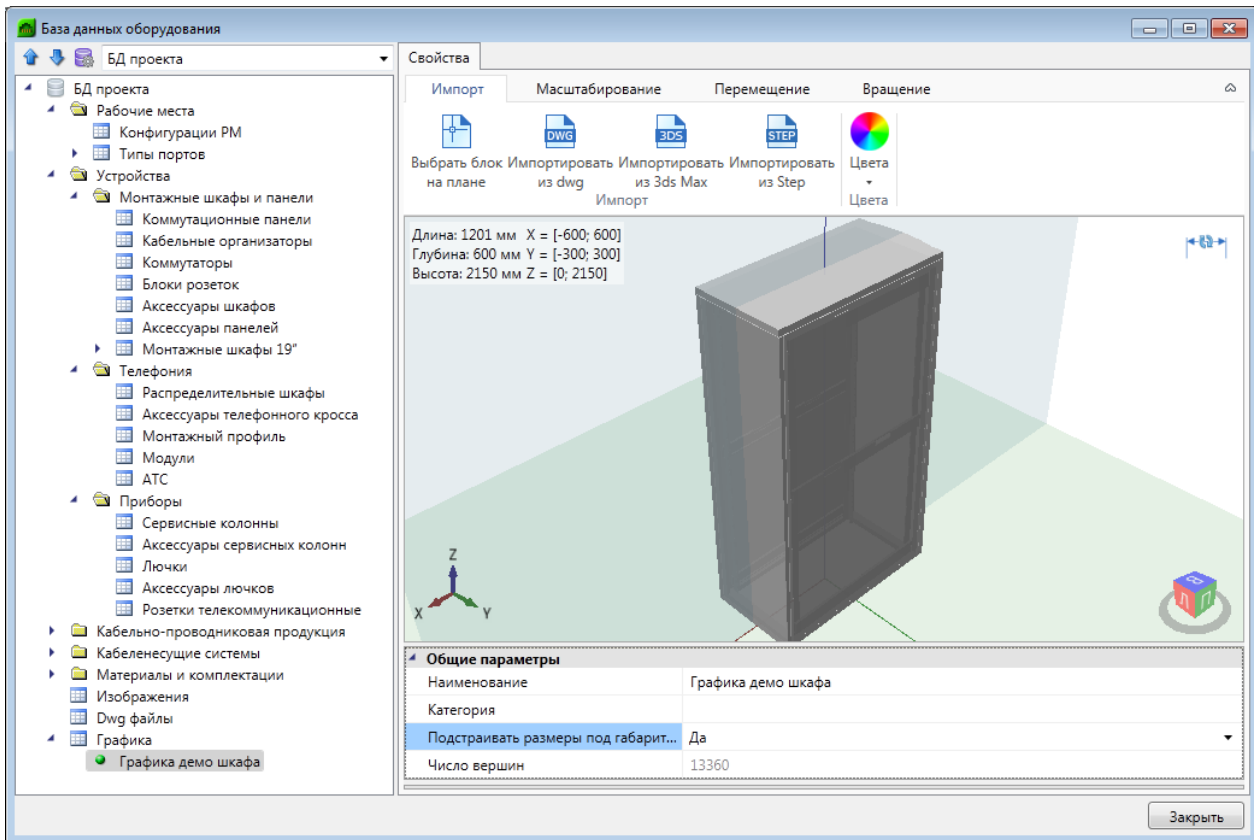 База данных оборудования
БД проекта
БД проекта
Рабочие места
Конфигурации РМ
Типы портов
Устройства
Монтажные шкафы и панели
Коммутационные панели
Кабельные организаторы
Коммутаторы
Блоки розеток
Аксессуары шкафов
Аксессуары панелей
Монтажные шкафы 19"
Телефония
Распределительные шкафы
Аксессуары телефонного кросса
Монтажный профиль
Модули
АТС
Приборы
Сервисные колонны
Аксессуары сервисных колонн
Лючки
Аксессуары лючков
Розетки телекоммуникационные
Кабельно-проводниковая продукция
Кабеленесущие системы
Материалы и комплектации
Изображения
Dwg файлы
Графика
Графика демо шкафа
Свойства
Импорт Масштабирование Перемещение Вращение
DWG 3DS STEP
Выбрать блок Импортировать Импортировать Импортировать Цвета
на плане из dwg из 3ds Max из Step
Импорт Цвета
Длина: 1201 мм X = [-600; 600]
Глубина: 600 мм Y = [-300; 300]
Высота: 2150 мм Z = [0; 2150]
Z
X Y
В
Л П
Общие параметры
Наименование Графика демо шкафа
Категория
Подстраивать размеры под габарит... Да
Число вершин 13360
Закрыть